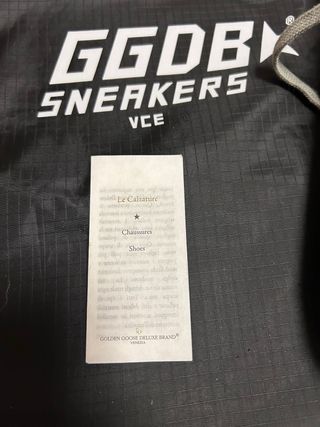 GGDB®
SNEAKERS
VCE
Le Calzature
Chaussures
Shoes
GOLDEN GOOSE DELUXE BRAND®
VENEZIA